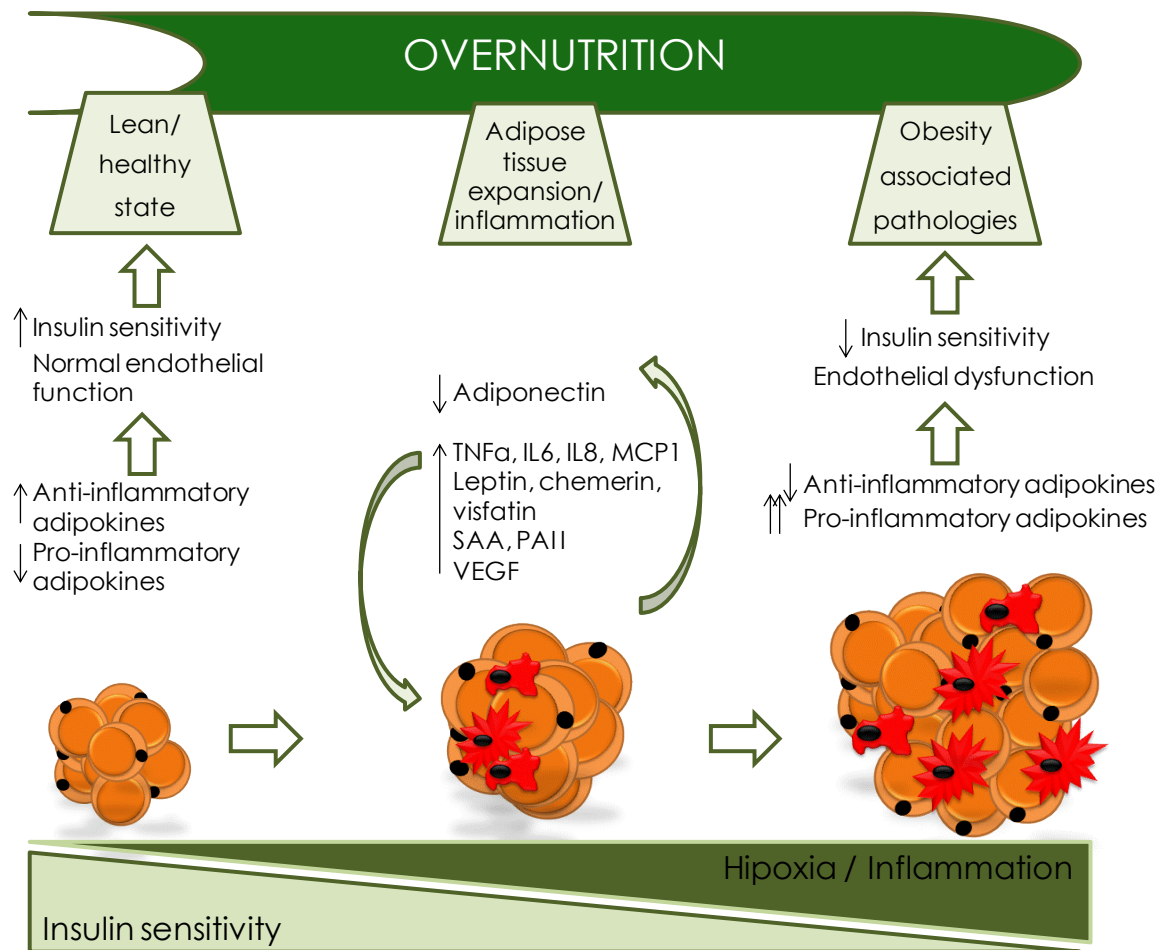 OVERNUTRITION
Lean/
healthy
state
Adipose
tissue
expansion/
inflammation
Obesity
associated
pathologies
Insulin sensitivity
Normal endothelial
function
Anti-inflammatory
adipokines
Pro-inflammatory
adipokines
Adiponectin
TNFα, IL6, IL8, MCP1
Leptin, chemerin,
visfatin
SAA, PAI1
VEGF
Insulin sensitivity
Endothelial dysfunction
Anti-inflammatory adipokines
Pro-inflammatory adipokines
Hipoxia / Inflammation
Insulin sensitivity